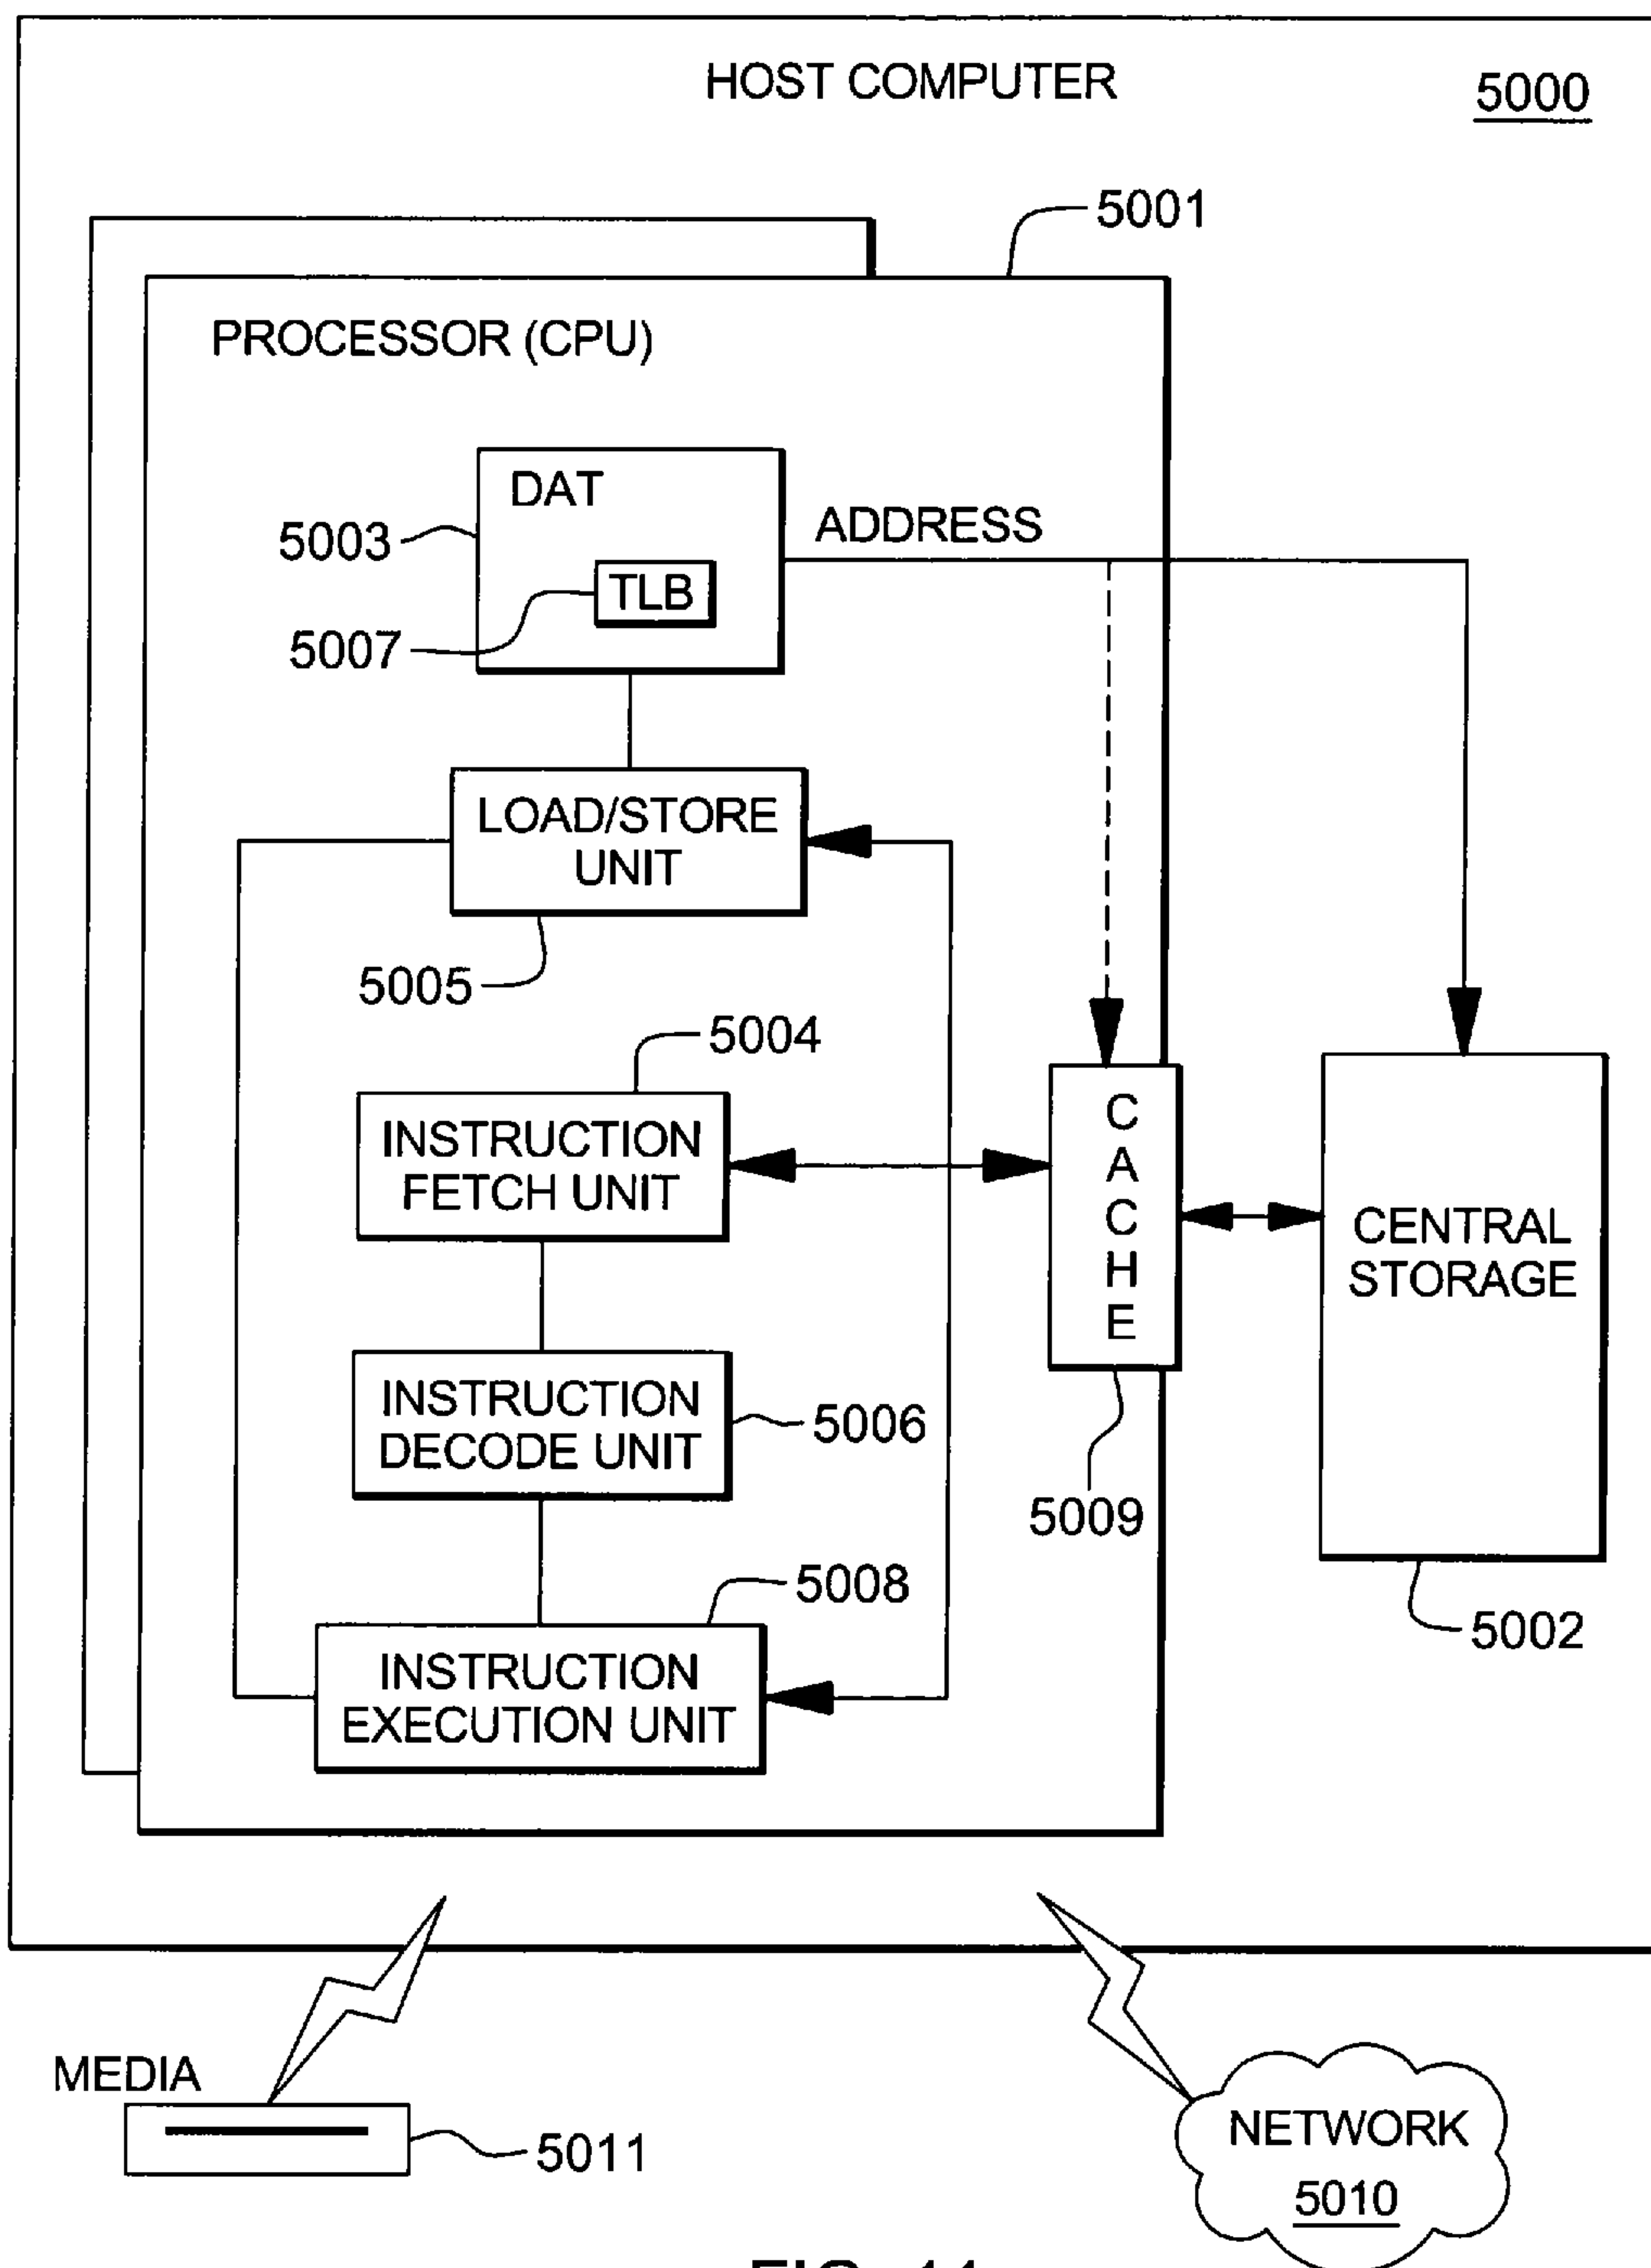 HOST COMPUTER
5000
5001
PROCESSOR (CPU)
DAT
5003
ADDRESS
TLB
5007
LOAD/STORE
UNIT
5005
5004
INSTRUCTION
FETCH UNIT
CACHE
CENTRAL
STORAGE
INSTRUCTION
DECODE UNIT
5006
5009
5008
5002
INSTRUCTION
EXECUTION UNIT
MEDIA
5011
NETWORK
5010